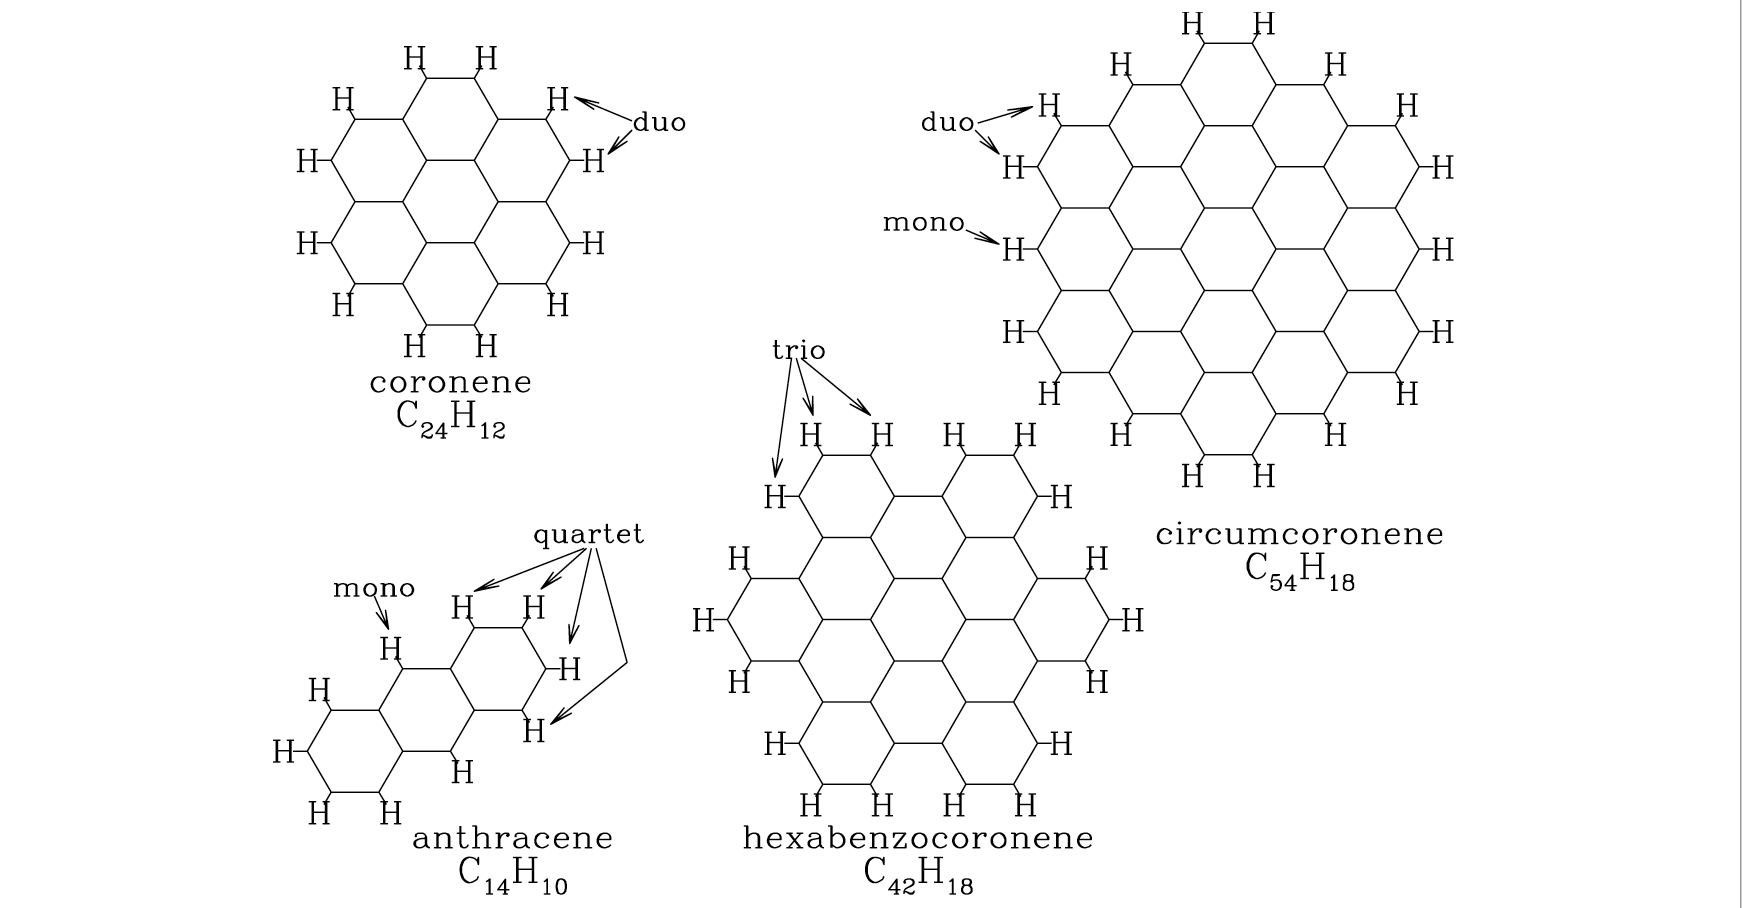 H H
H H
duo
H H
H H
H H
H H
coronene
C₂₄H₁₂
H H
H H
H H
duo
H H
mono
H H
H H
H H
H H
H H
circumcoronene
C₅₄H₁₈
quartet
mono
H H
H
H
H
H
H
H
H H
anthracene
C₁₄H₁₀
trio
H H H H
H H
H H
H H
H H
H H
H H H H
hexabenzocoronene
C₄₂H₁₈